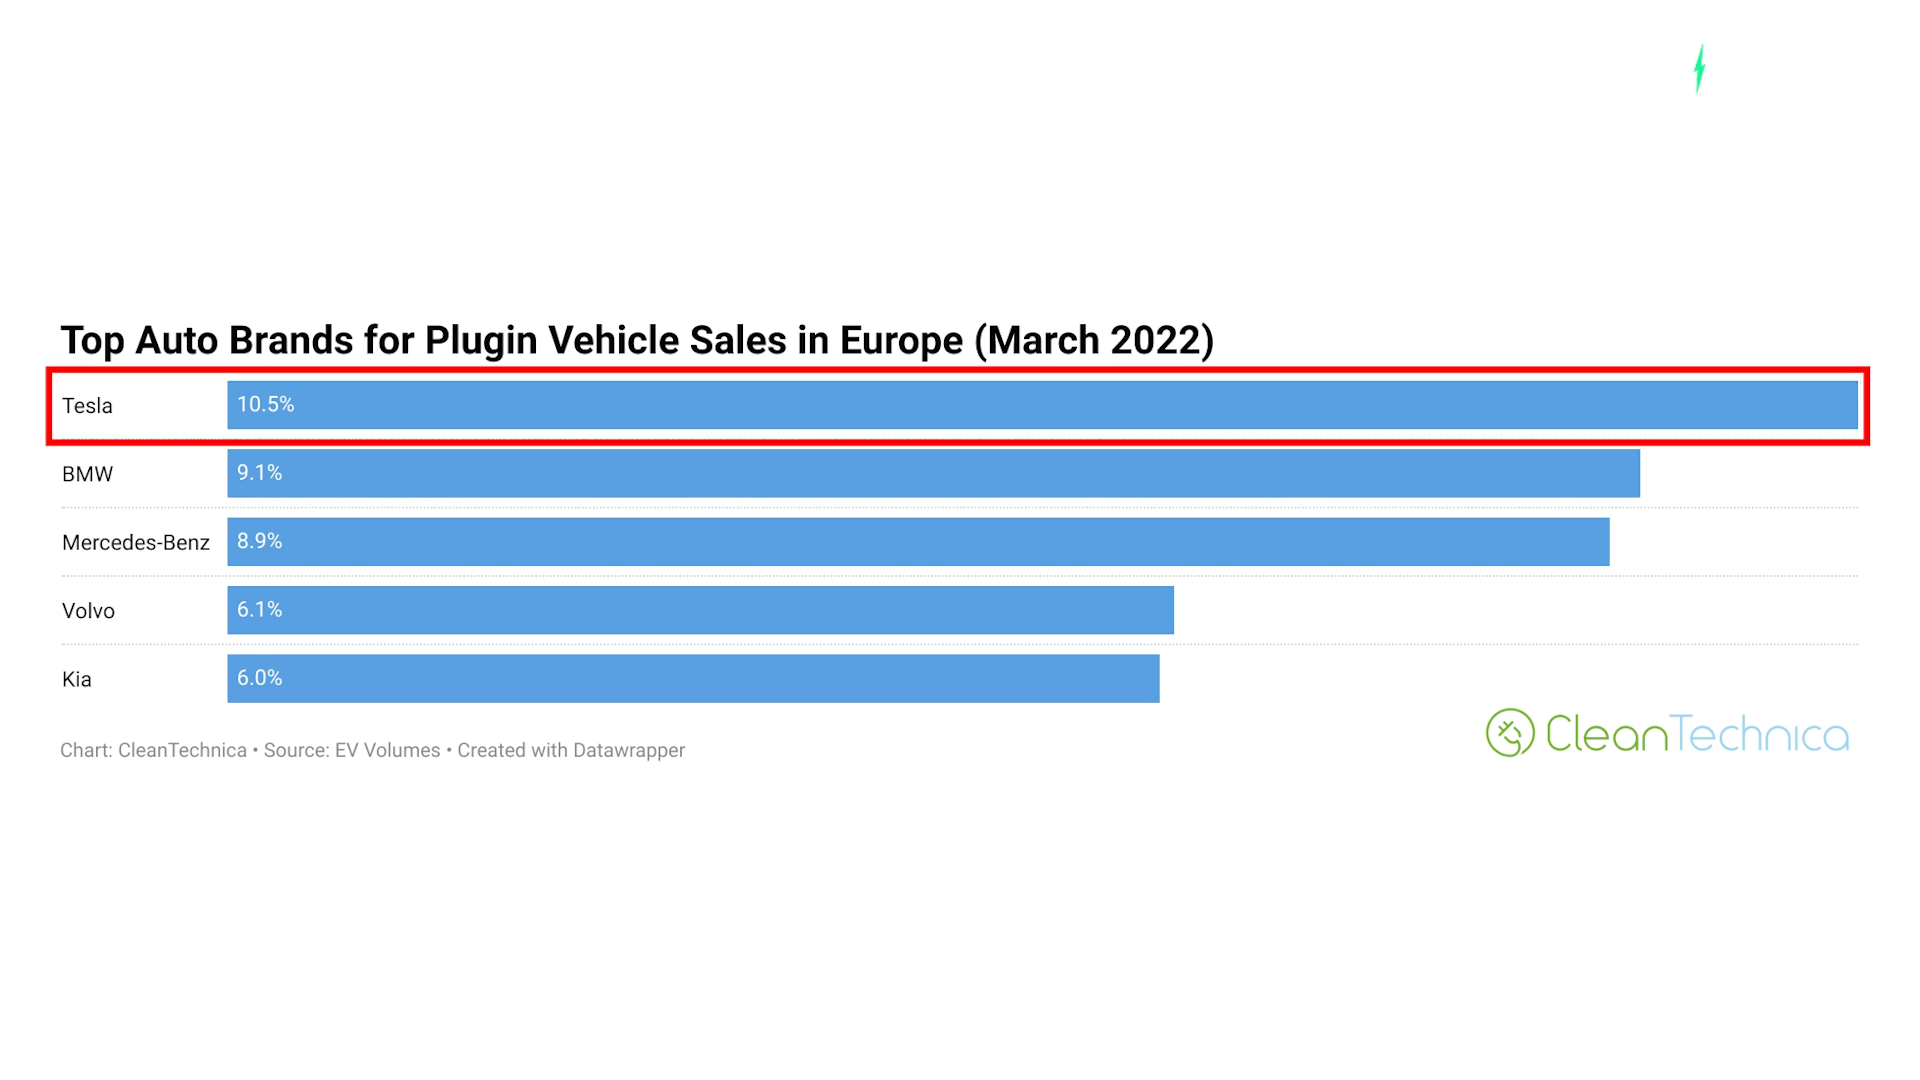 Top Auto Brands for Plugin Vehicle Sales in Europe (March 2022)
Tesla 10.5%
BMW 9.1%
Mercedes-Benz 8.9%
Volvo 6.1%
Kia 6.0%
Chart: CleanTechnica • Source: EV Volumes • Created with Datawrapper
CleanTechnica